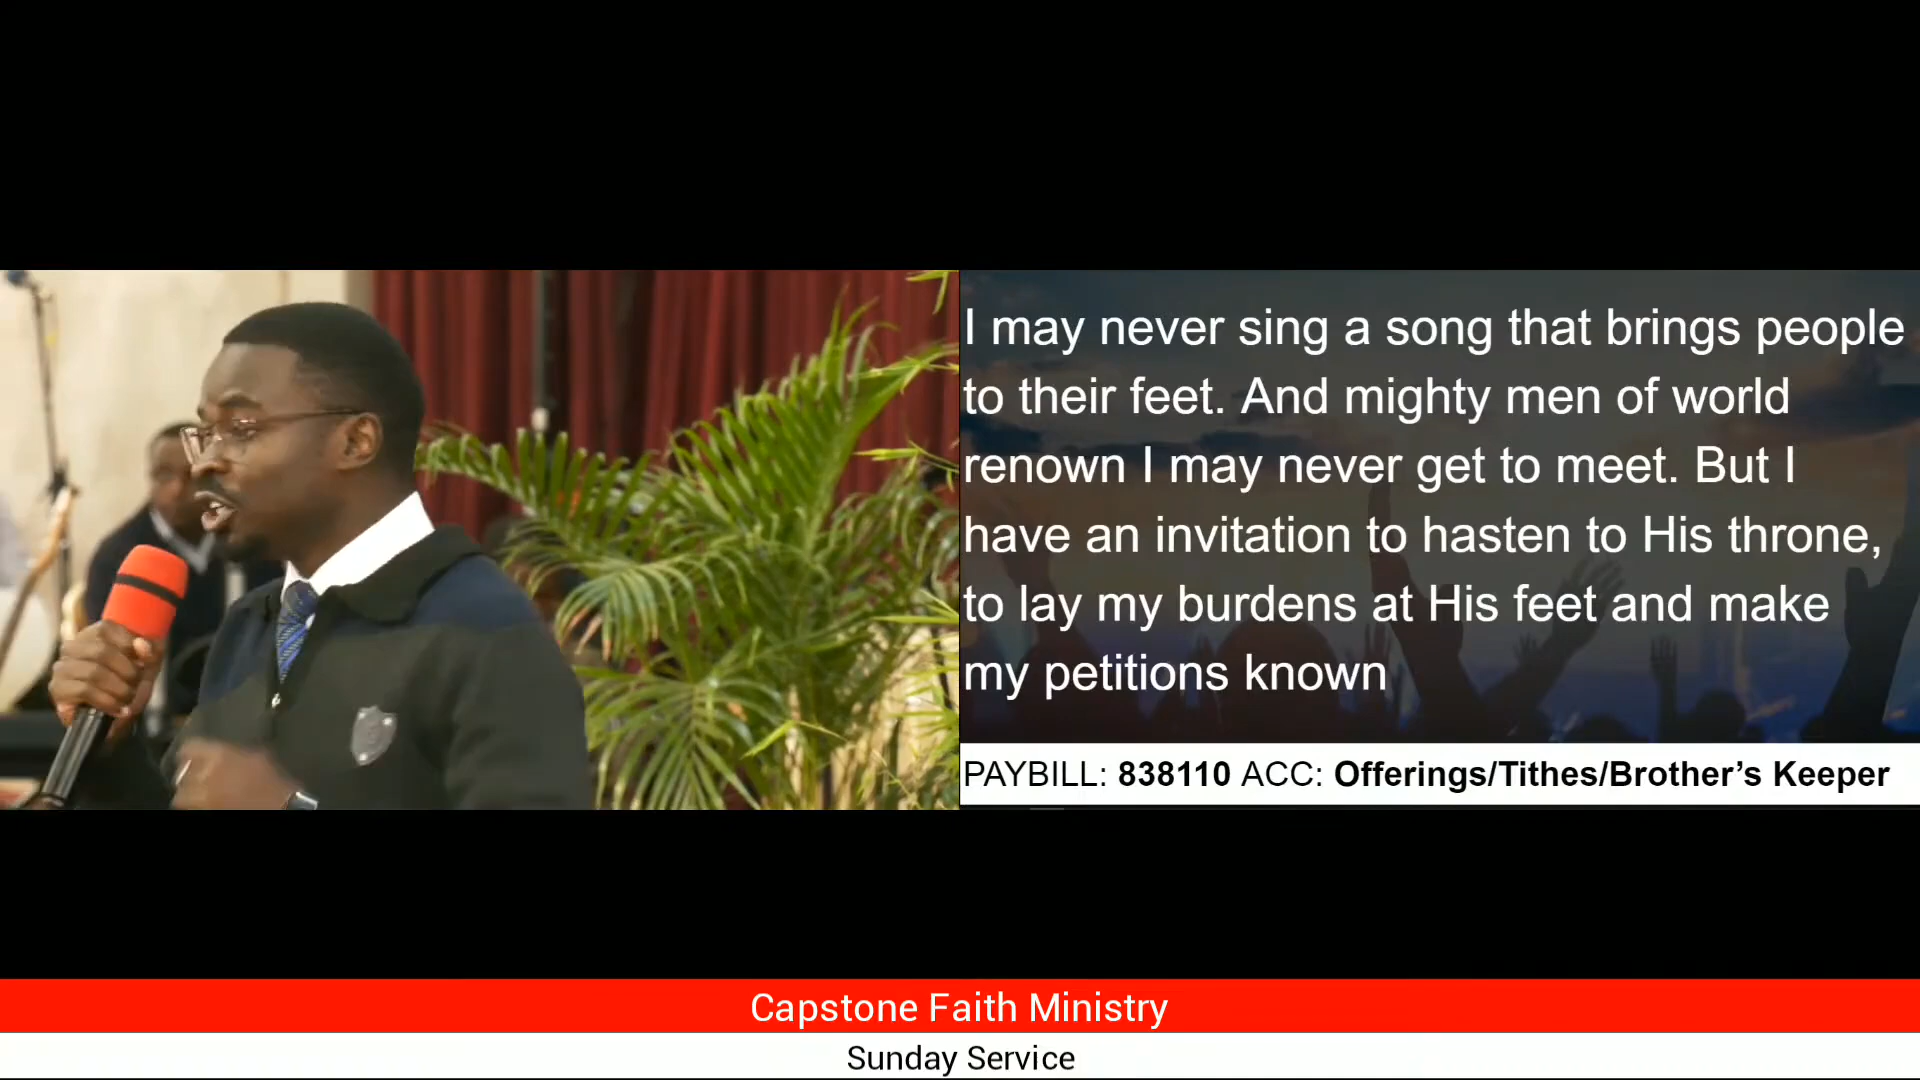 I may never sing a song that brings people
to their feet. And mighty men of world
renown I may never get to meet. But I
have an invitation to hasten to His throne,
to lay my burdens at His feet and make
my petitions known
PAYBILL: 838110 ACC: Offerings/Tithes/Brother’s Keeper
Capstone Faith Ministry
Sunday Service